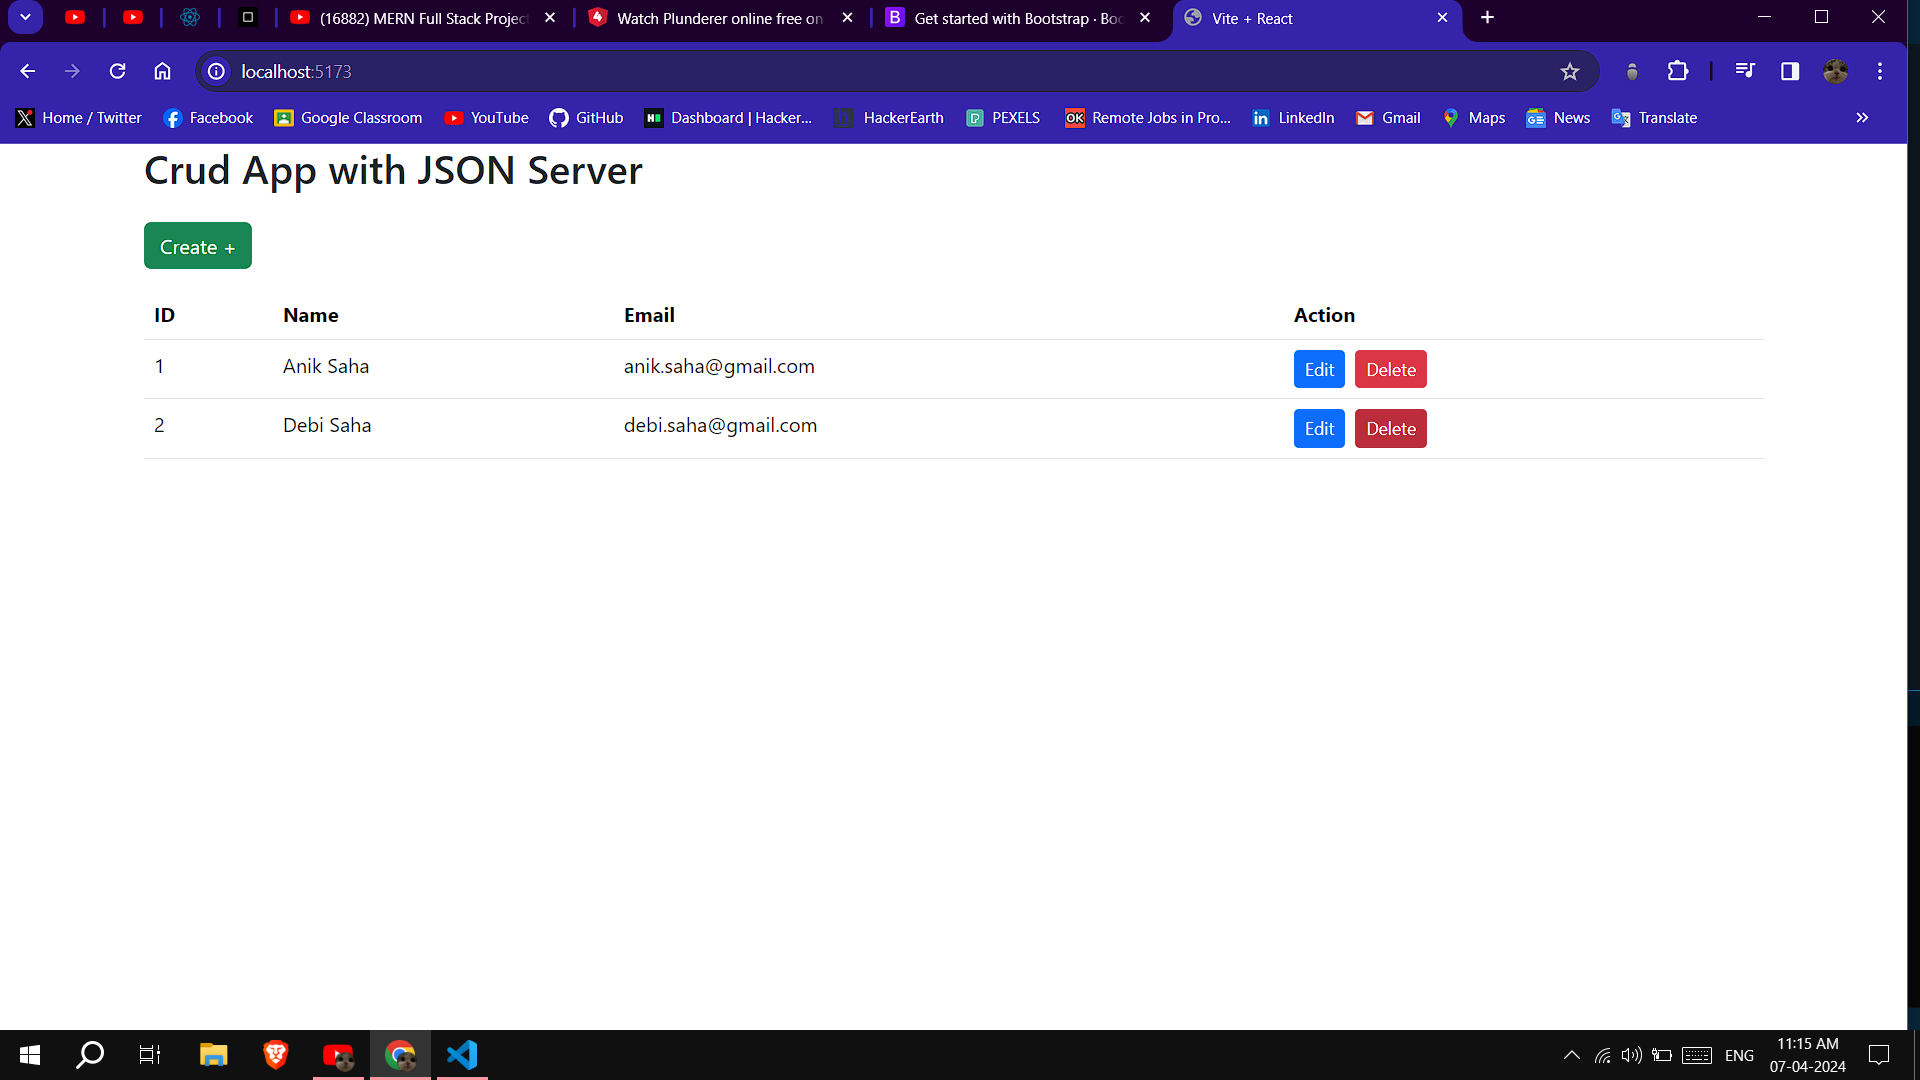 (16882) MERN Full Stack Projec
Watch Plunderer online free on
Get started with Bootstrap · Boo
Vite + React
localhost:5173
Home / Twitter
Facebook
Google Classroom
YouTube
GitHub
Dashboard | Hacker...
HackerEarth
PEXELS
Remote Jobs in Pro...
LinkedIn
Gmail
Maps
News
Translate
Crud App with JSON Server
Create +
ID Name Email Action
1 Anik Saha anik.saha@gmail.com Edit Delete
2 Debi Saha debi.saha@gmail.com Edit Delete
ENG
11:15 AM
07-04-2024